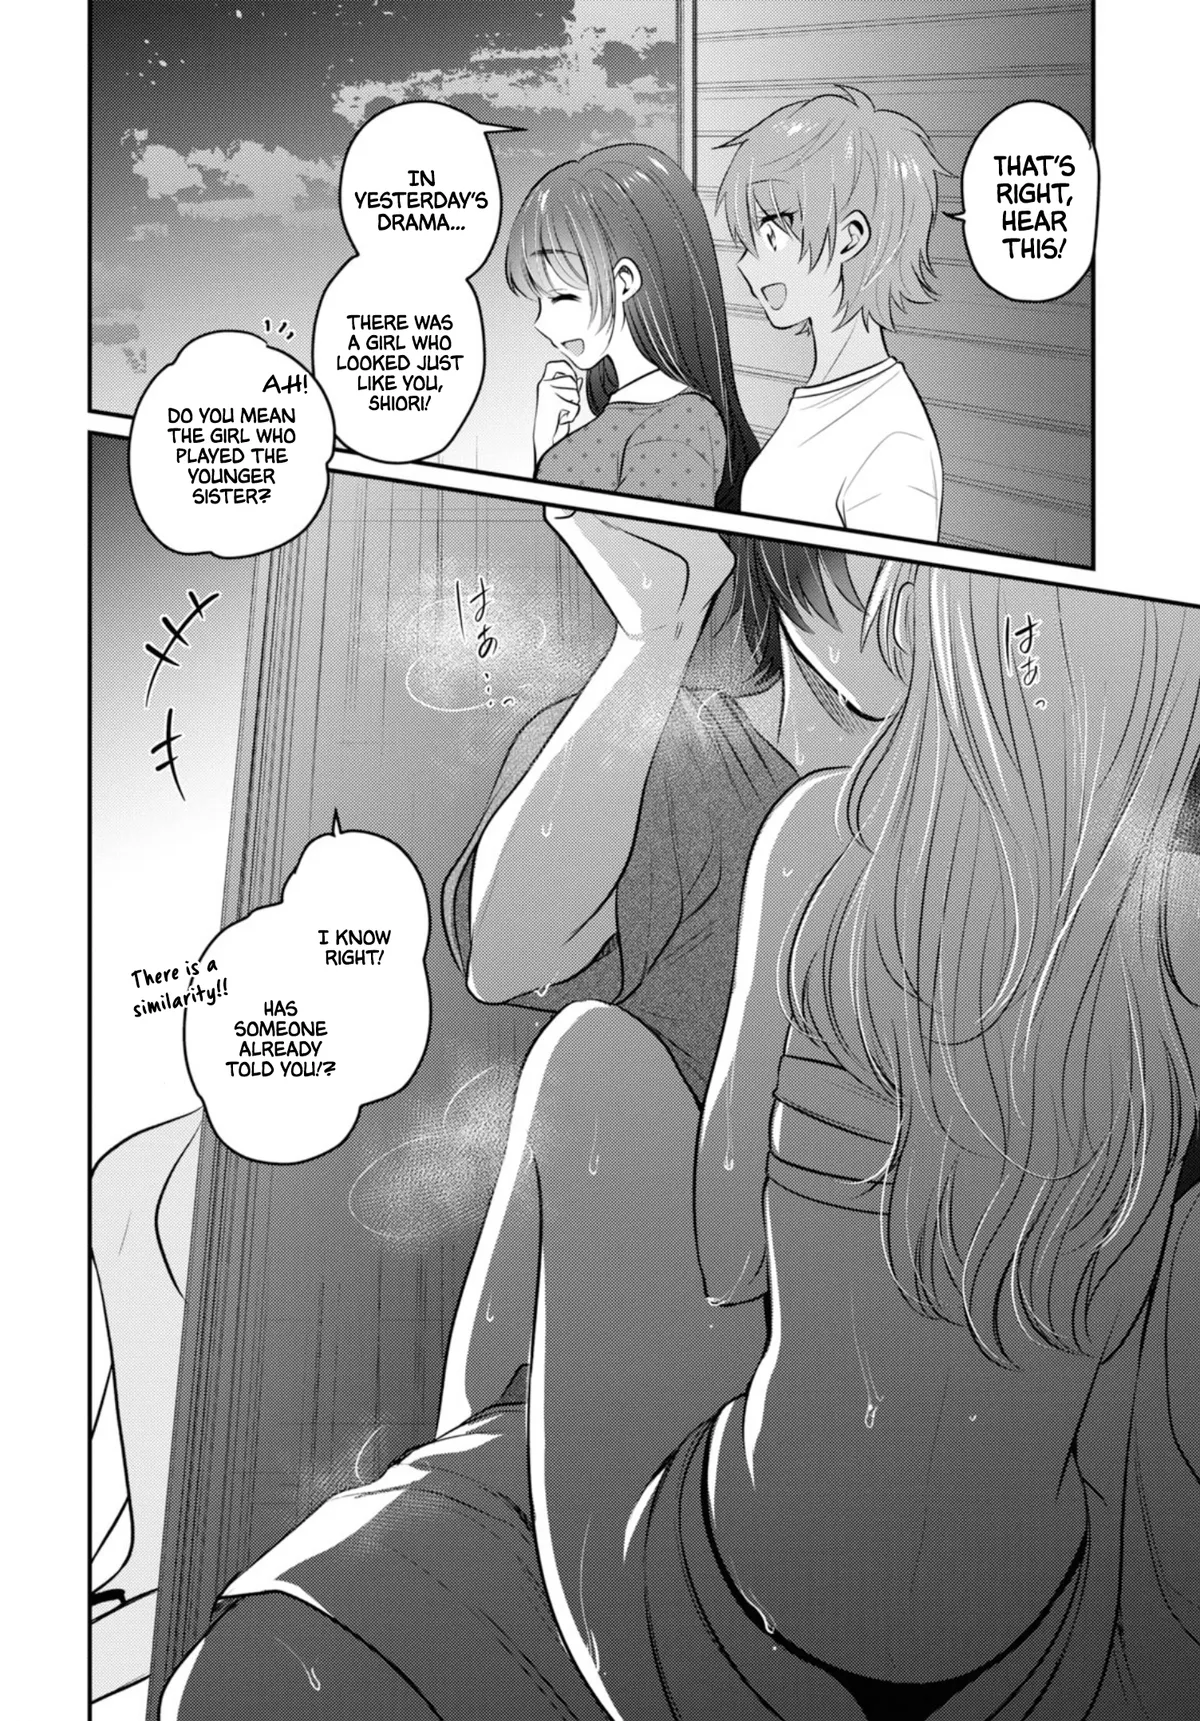 THAT'S
RIGHT,
HEAR
THIS!
IN
YESTERDAY'S
DRAMA...
THERE WAS
A GIRL WHO
LOOKED JUST
LIKE YOU,
SHIORI!
AH!
DO YOU MEAN
THE GIRL WHO
PLAYED THE
YOUNGER
SISTER?
はぁ…
はぁ…
I KNOW
RIGHT!
There is a
similarity!!
HAS
SOMEONE
ALREADY
TOLD YOU!?